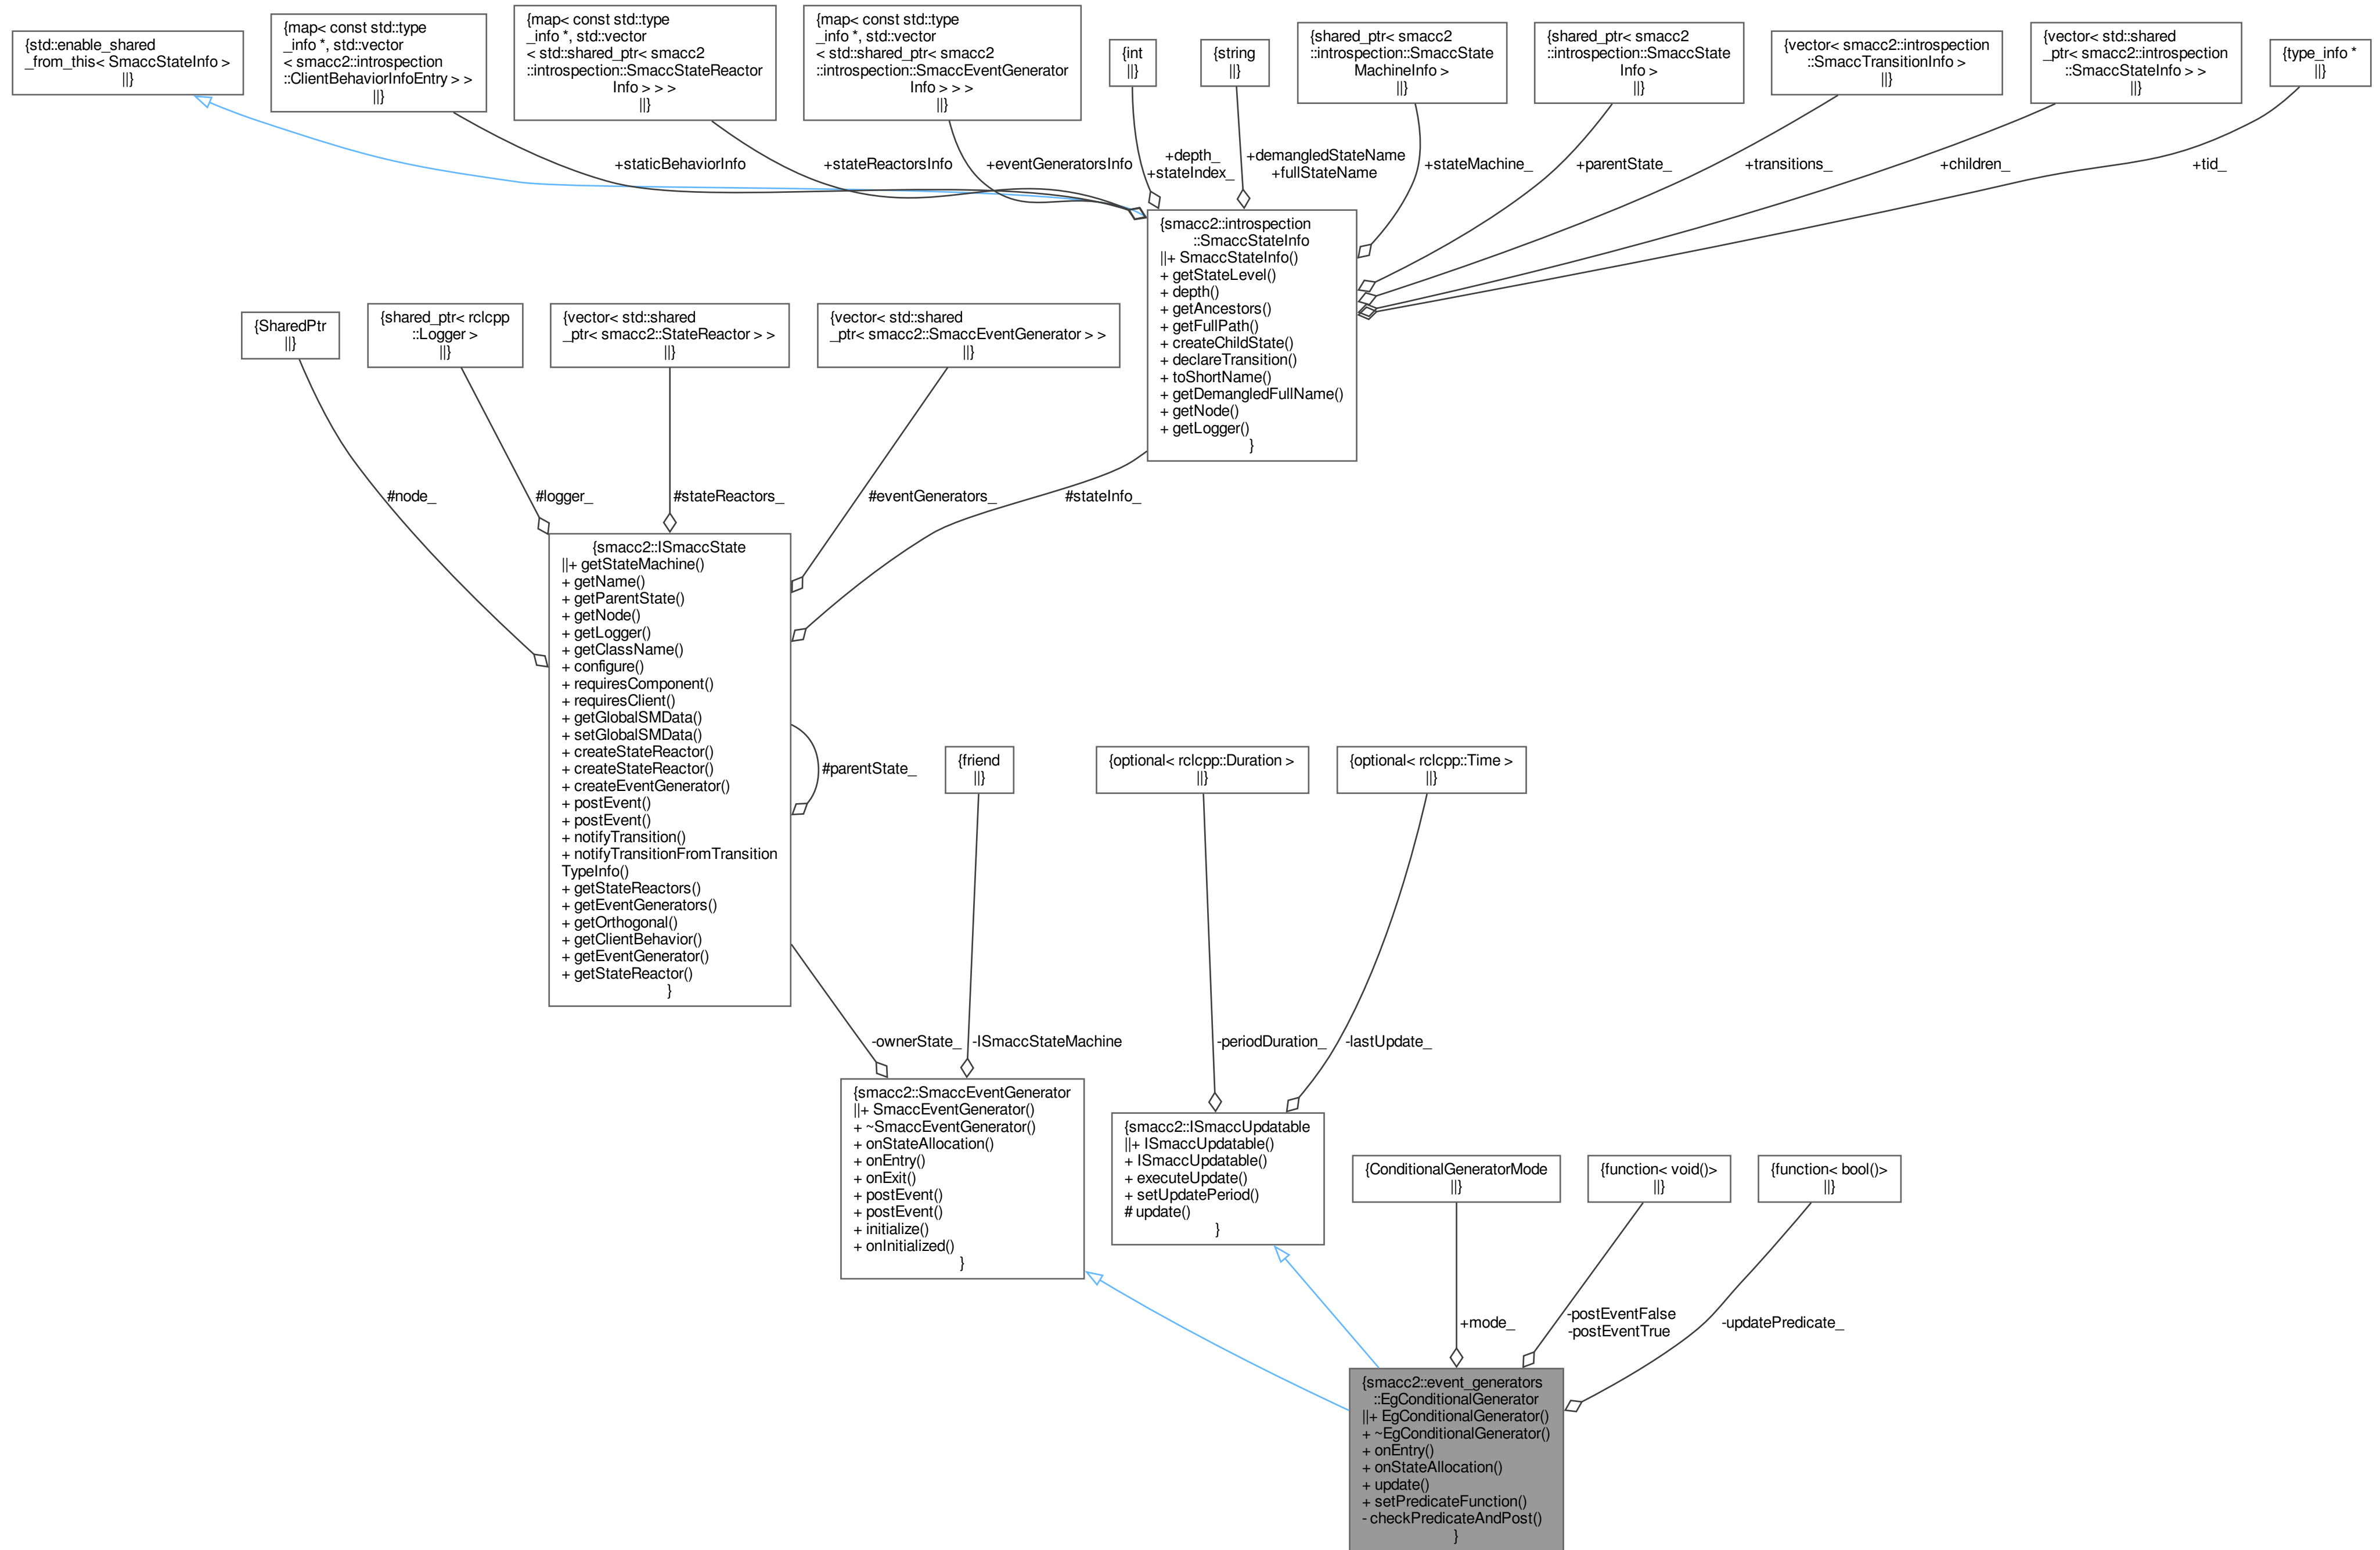 {std::enable_shared
_from_this< SmaccStateInfo >
||}
{map< const std::type
_info *, std::vector
< smacc2::introspection
::ClientBehaviorInfoEntry > >
||}
{map< const std::type
_info *, std::vector
< std::shared_ptr< smacc2
::introspection::SmaccStateReactor
Info > > >
||}
{map< const std::type
_info *, std::vector
< std::shared_ptr< smacc2
::introspection::SmaccEventGenerator
Info > > >
||}
{int
||}
{string
||}
{shared_ptr< smacc2
::introspection::SmaccState
MachineInfo >
||}
{shared_ptr< smacc2
::introspection::SmaccState
Info >
||}
{vector< smacc2::introspection
::SmaccTransitionInfo >
||}
{vector< std::shared
_ptr< smacc2::introspection
::SmaccStateInfo > >
||}
{type_info *
||}
+staticBehaviorInfo
+stateReactorsInfo
+eventGeneratorsInfo
+depth_
+stateIndex_
+demangledStateName
+fullStateName
+stateMachine_
+parentState_
+transitions_
+children_
+tid_
{smacc2::introspection
::SmaccStateInfo
||+ SmaccStateInfo()
+ getStateLevel()
+ depth()
+ getAncestors()
+ getFullPath()
+ createChildState()
+ declareTransition()
+ toShortName()
+ getDemangledFullName()
+ getNode()
+ getLogger()
}
{SharedPtr
||}
{shared_ptr< rclcpp
::Logger >
||}
{vector< std::shared
_ptr< smacc2::StateReactor > >
||}
{vector< std::shared
_ptr< smacc2::SmaccEventGenerator > >
||}
#node_
#logger_
#stateReactors_
#eventGenerators_
#stateInfo_
{smacc2::ISmaccState
||+ getStateMachine()
+ getName()
+ getParentState()
+ getNode()
+ getLogger()
+ getClassName()
+ configure()
+ requiresComponent()
+ requiresClient()
+ getGlobalSMData()
+ setGlobalSMData()
+ createStateReactor()
+ createStateReactor()
+ createEventGenerator()
+ postEvent()
+ postEvent()
+ notifyTransition()
+ notifyTransitionFromTransition
TypeInfo()
+ getStateReactors()
+ getEventGenerators()
+ getOrthogonal()
+ getClientBehavior()
+ getEventGenerator()
+ getStateReactor()
}
#parentState_
{friend
||}
{optional< rclcpp::Duration >
||}
{optional< rclcpp::Time >
||}
-ownerState_
-ISmaccStateMachine
-periodDuration_
-lastUpdate_
{smacc2::SmaccEventGenerator
||+ SmaccEventGenerator()
+ ~SmaccEventGenerator()
+ onStateAllocation()
+ onEntry()
+ onExit()
+ postEvent()
+ postEvent()
+ initialize()
+ onInitialized()
}
{smacc2::ISmaccUpdatable
||+ ISmaccUpdatable()
+ ISmaccUpdatable()
+ executeUpdate()
+ setUpdatePeriod()
# update()
}
{ConditionalGeneratorMode
||}
{function< void()>
||}
{function< bool()>
||}
+mode_
-postEventFalse
-postEventTrue
-updatePredicate_
{smacc2::event_generators
::EgConditionalGenerator
||+ EgConditionalGenerator()
+ ~EgConditionalGenerator()
+ onEntry()
+ onStateAllocation()
+ update()
+ setPredicateFunction()
- checkPredicateAndPost()
}